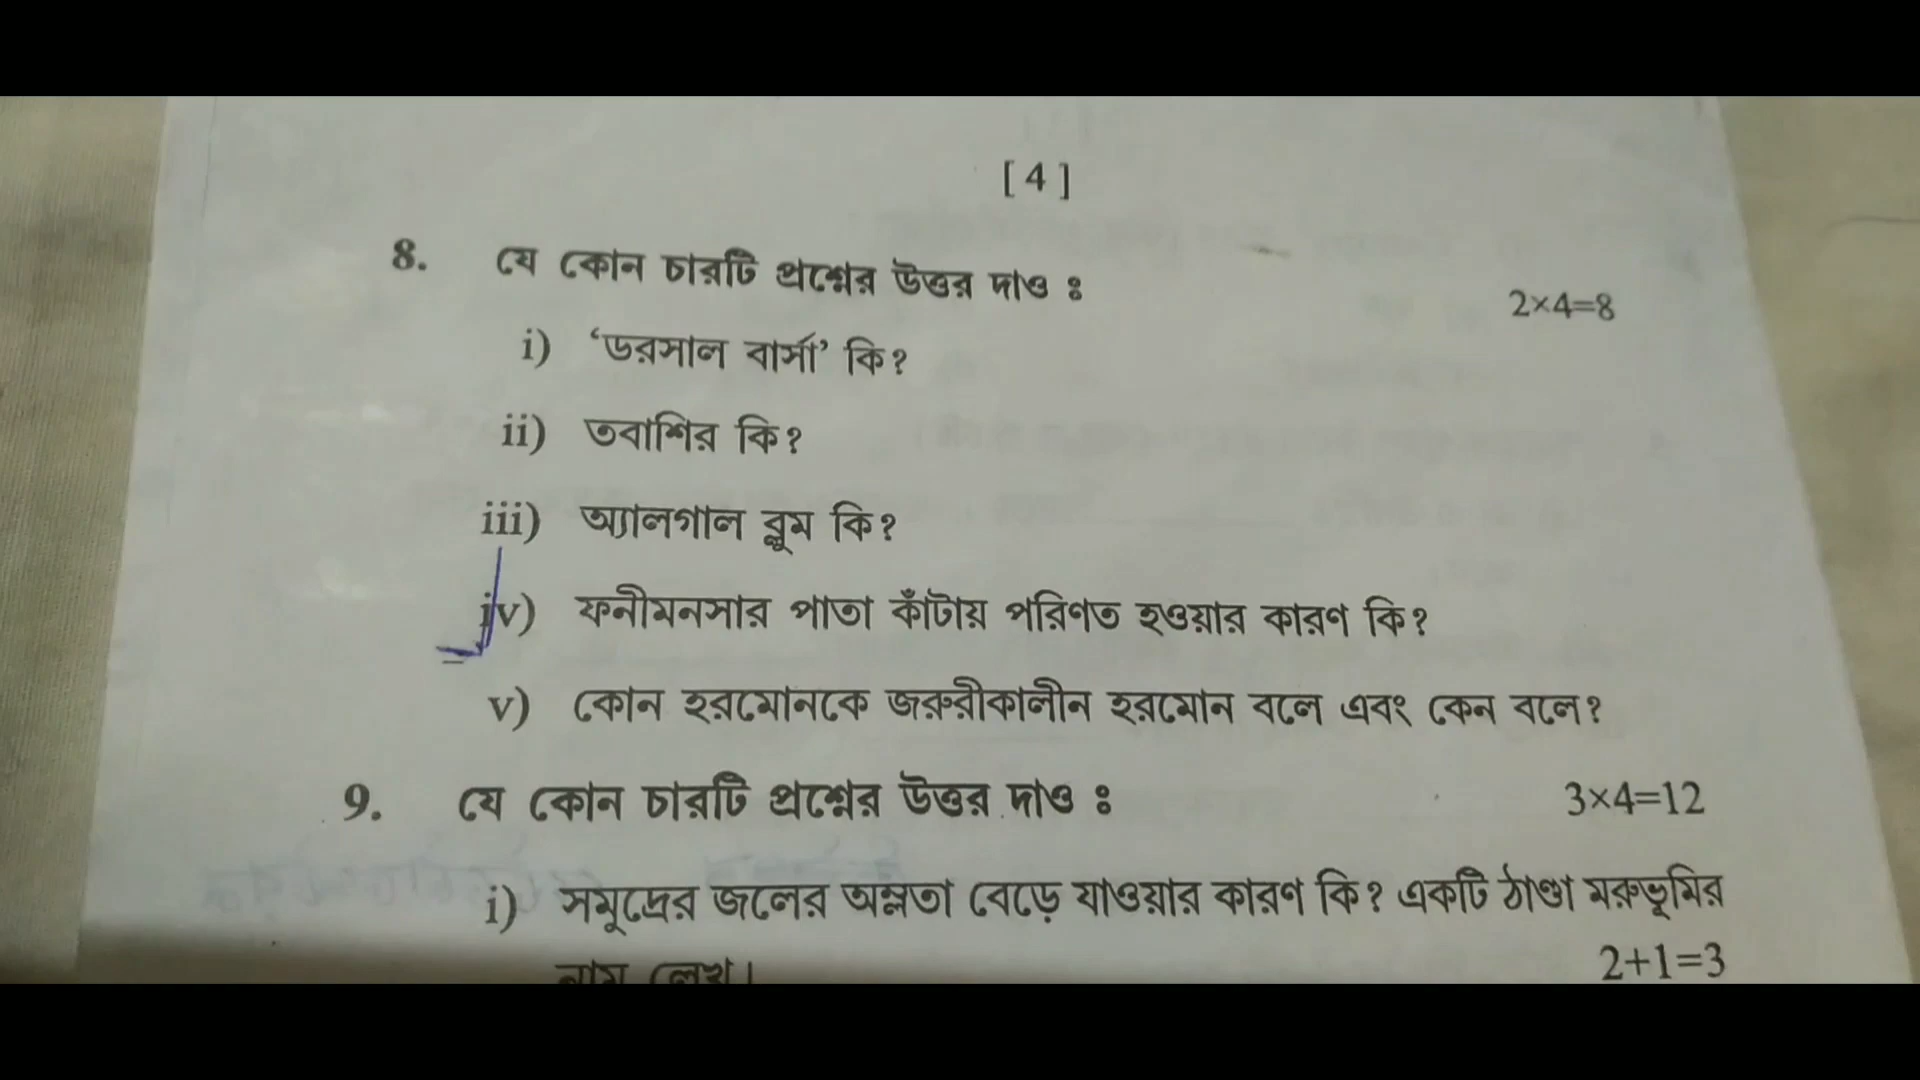 [ 4 ]
8. যে কোন চারটি প্রশ্নের উত্তর দাও ঃ
2×4=8
i) ‘ডরসাল বার্সা’ কি?
ii) তবাশির কি?
iii) অ্যালগাল ব্লুম কি?
iv) ফনীমনসার পাতা কাঁটায় পরিণত হওয়ার কারণ কি?
v) কোন হরমোনকে জরুরীকালীন হরমোন বলে এবং কেন বলে?
9. যে কোন চারটি প্রশ্নের উত্তর দাও ঃ 3×4=12
i) সমুদ্রের জলের অম্লতা বেড়ে যাওয়ার কারণ কি? একটি ঠাণ্ডা মরুভূমির
নাম লেখ। 2+1=3